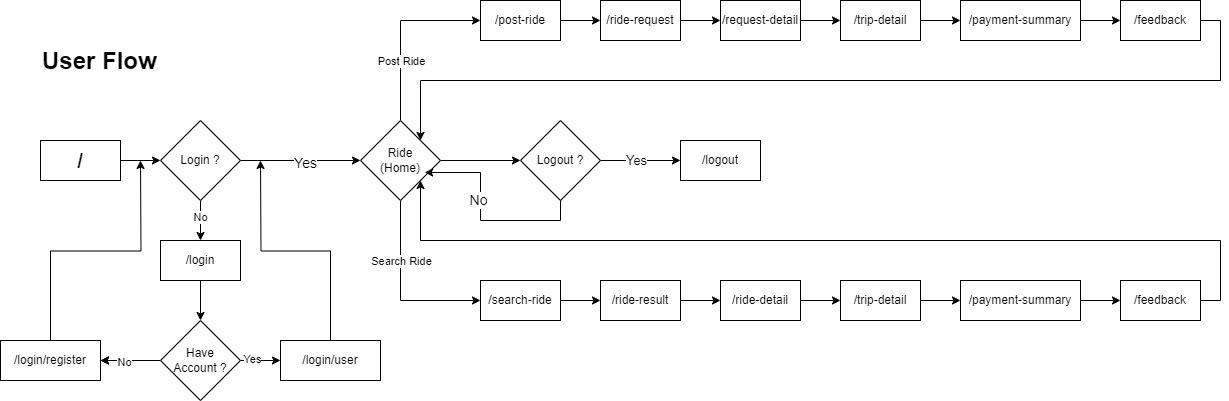 /post-ride
/ride-request
/request-detail
/trip-detail
/payment-summary
/feedback
User Flow
Post Ride
/
Login ?
Yes
Ride
(Home)
Logout ?
Yes
/logout
No
No
/login
Search Ride
/search-ride
/ride-result
/ride-detail
/trip-detail
/payment-summary
/feedback
/login/register
No
Have
Account ?
Yes
/login/user